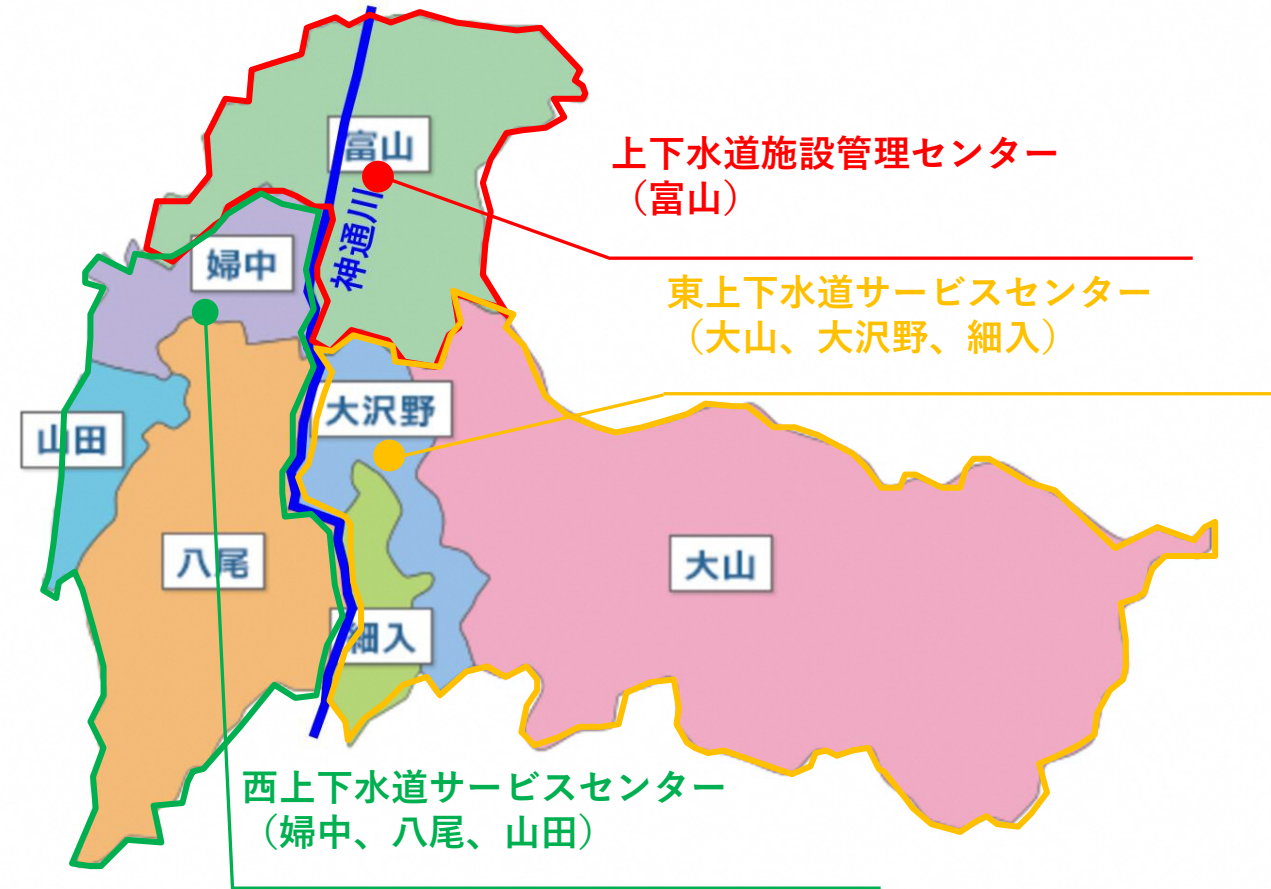 富山
上下水道施設管理センター
（富山）
神通川
婦中
東上下水道サービスセンター
（大山、大沢野、細入）
大沢野
山田
八尾
大山
細入
西上下水道サービスセンター
（婦中、八尾、山田）